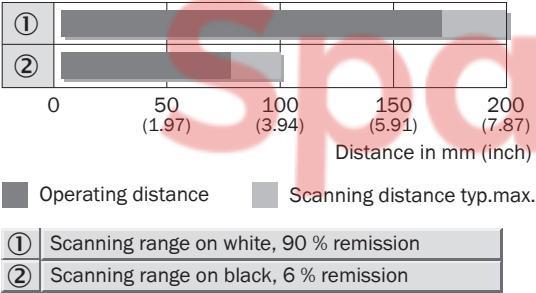 ①
②
0 50 100 150 200
(1.97) (3.94) (5.91) (7.87)
Distance in mm (inch)
Operating distance Scanning distance typ.max.
① Scanning range on white, 90 % remission
② Scanning range on black, 6 % remission